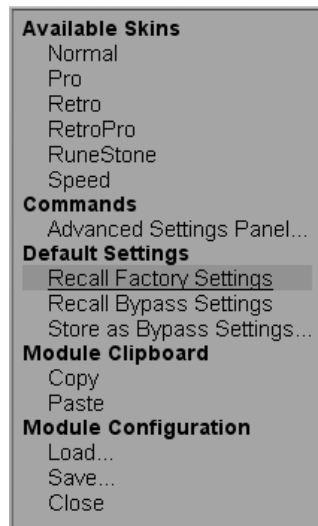 Available Skins
Normal
Pro
Retro
RetroPro
RuneStone
Speed
Commands
Advanced Settings Panel...
Default Settings
Recall Factory Settings
Recall Bypass Settings
Store as Bypass Settings...
Module Clipboard
Copy
Paste
Module Configuration
Load...
Save...
Close